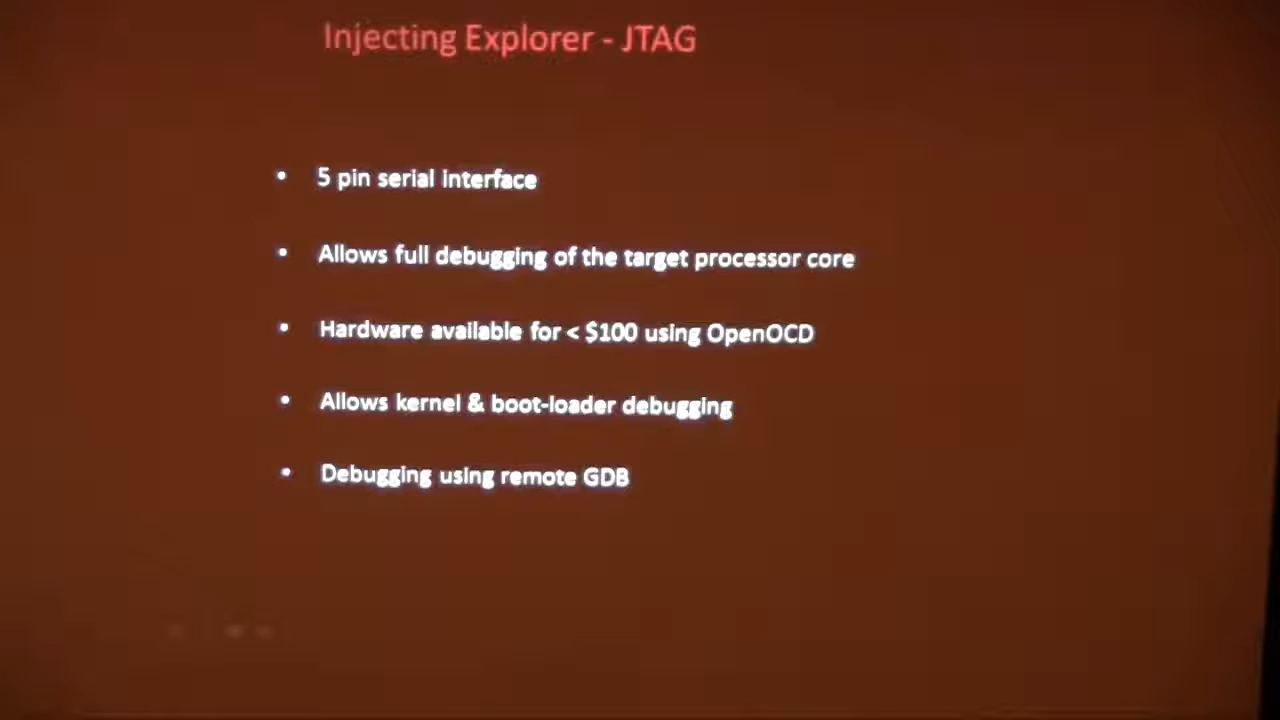 Injecting Explorer - JTAG
• 5 pin serial interface
• Allows full debugging of the target processor core
• Hardware available for < $100 using OpenOCD
• Allows kernel & boot-loader debugging
• Debugging using remote GDB